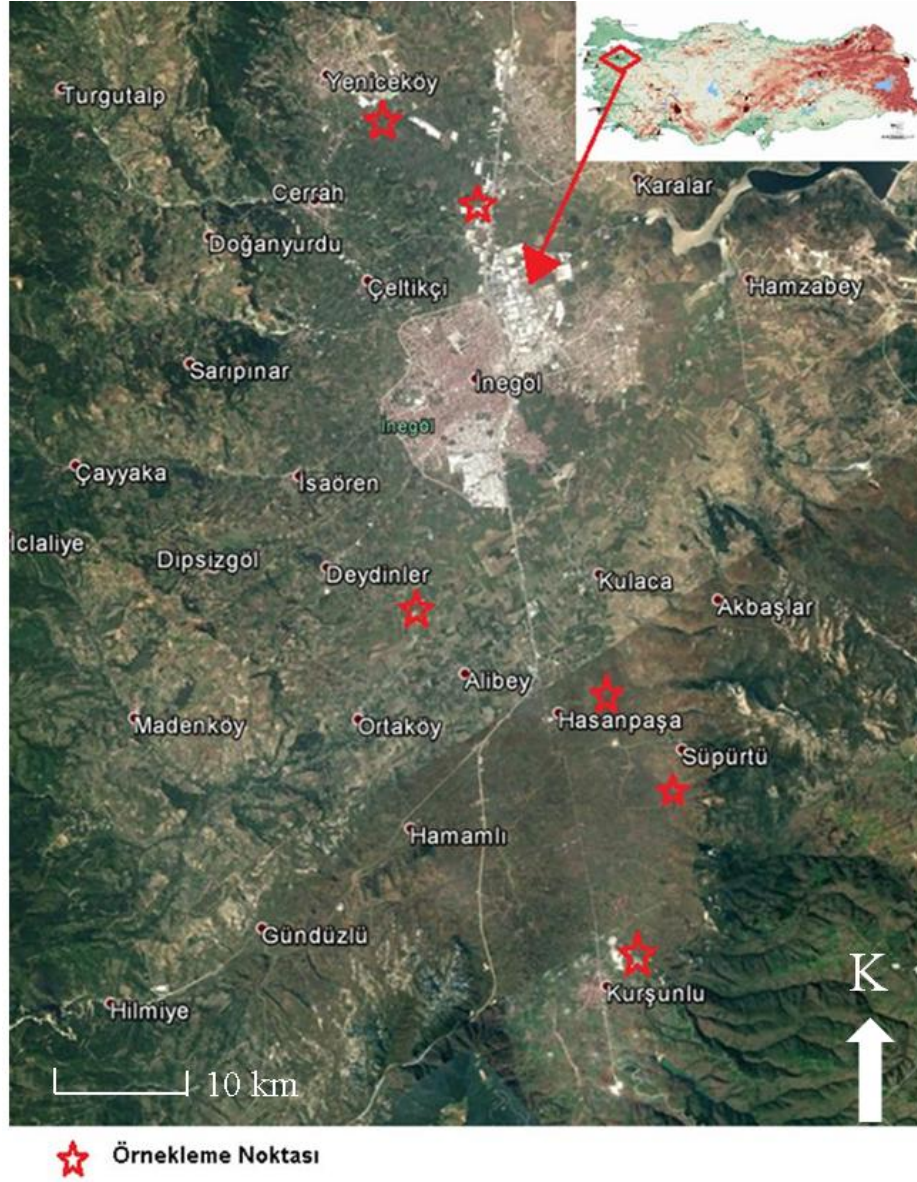 Yeniceköy
Turgutalp
Karalar
Cerrah
Doğanyurdu
Çeltikçi
Hamzabey
Sarıpınar
İnegöl
İnegöl
Çayyaka
İsaören
Iclaliye
Dipsizgöl
Deydinler
Kulaca
Akbaşlar
Alibey
Madenköy
Ortaköy
Hasanpaşa
Süpürtü
Hamamlı
Gündüzlü
K
Kurşunlu
Hilmiye
10 km
Örnekleme Noktası